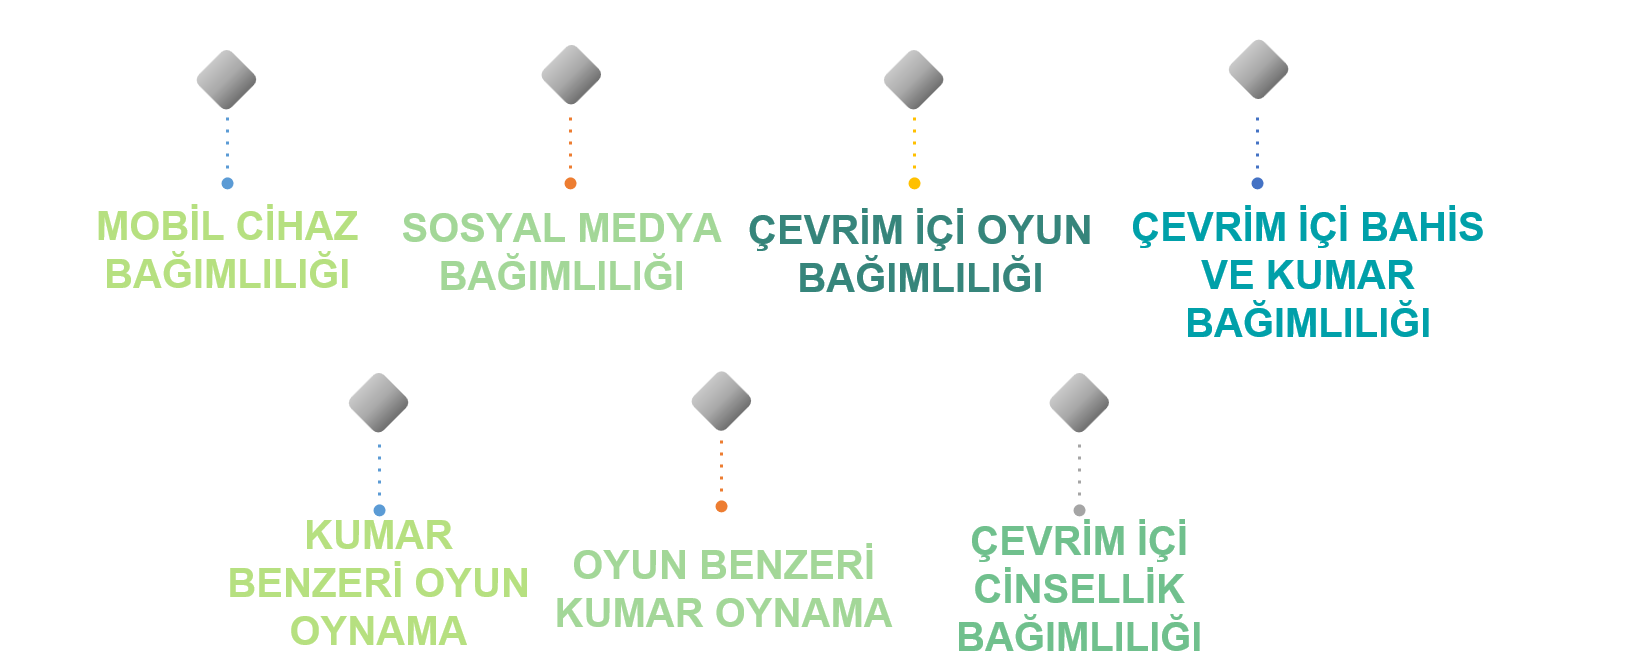 MOBİL CİHAZ
BAĞIMLILIĞI
SOSYAL MEDYA
BAĞIMLILIĞI
ÇEVRİM İÇİ OYUN
BAĞIMLILIĞI
ÇEVRİM İÇİ BAHİS
VE KUMAR
BAĞIMLILIĞI
KUMAR
BENZERİ OYUN
OYNAMA
OYUN BENZERİ
KUMAR OYNAMA
ÇEVRİM İÇİ
CİNSELLİK
BAĞIMLILIĞI